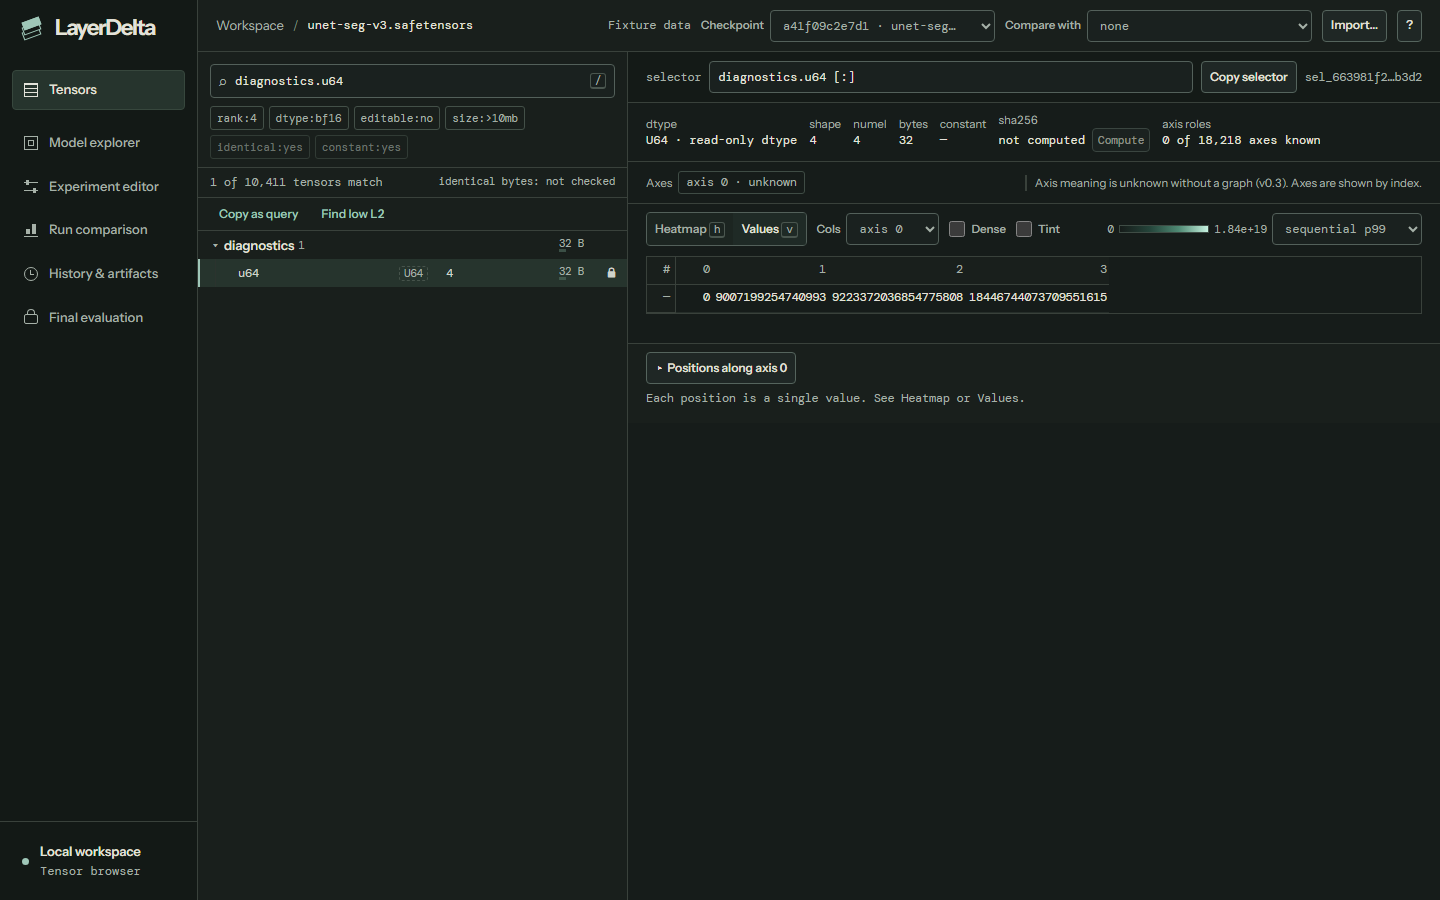 LayerDelta
Workspace / unet-seg-v3.safetensors
Fixture data Checkpoint a41f09c2e7d1 · unet-seg… Compare with none Import… ?
Tensors
Model explorer
Experiment editor
Run comparison
History & artifacts
Final evaluation
Local workspace
Tensor browser
diagnostics.u64 /
rank:4 dtype:bf16 editable:no size:>10mb
identical:yes constant:yes
1 of 10,411 tensors match identical bytes: not checked
Copy as query Find low L2
diagnostics 1 32 B
u64 U64 4 32 B
selector diagnostics.u64 [:] Copy selector sel_663981f2…b3d2
dtype shape numel bytes constant sha256 axis roles
U64 · read-only dtype 4 4 32 — not computed Compute 0 of 18,218 axes known
Axes axis 0 · unknown Axis meaning is unknown without a graph (v0.3). Axes are shown by index.
Heatmap h Values v Cols axis 0 Dense Tint 0 1.84e+19 sequential p99
# 0 1 2 3
— 0 9007199254740993 9223372036854775808 18446744073709551615
Positions along axis 0
Each position is a single value. See Heatmap or Values.